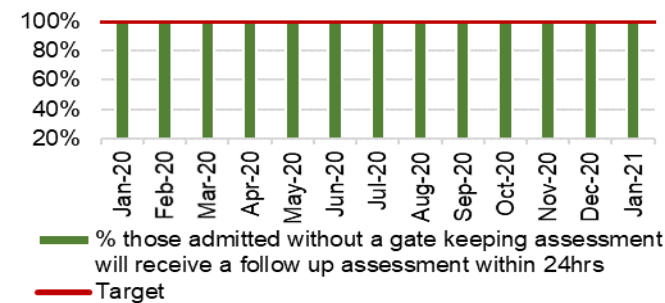 100%
80%
60%
40%
20%
Jan-20
Feb-20
Mar-20
Apr-20
May-20
Jun-20
Jul-20
Aug-20
Sep-20
Oct-20
Nov-20
Dec-20
Jan-21
% those admitted without a gate keeping assessment
will receive a follow up assessment within 24hrs
Target